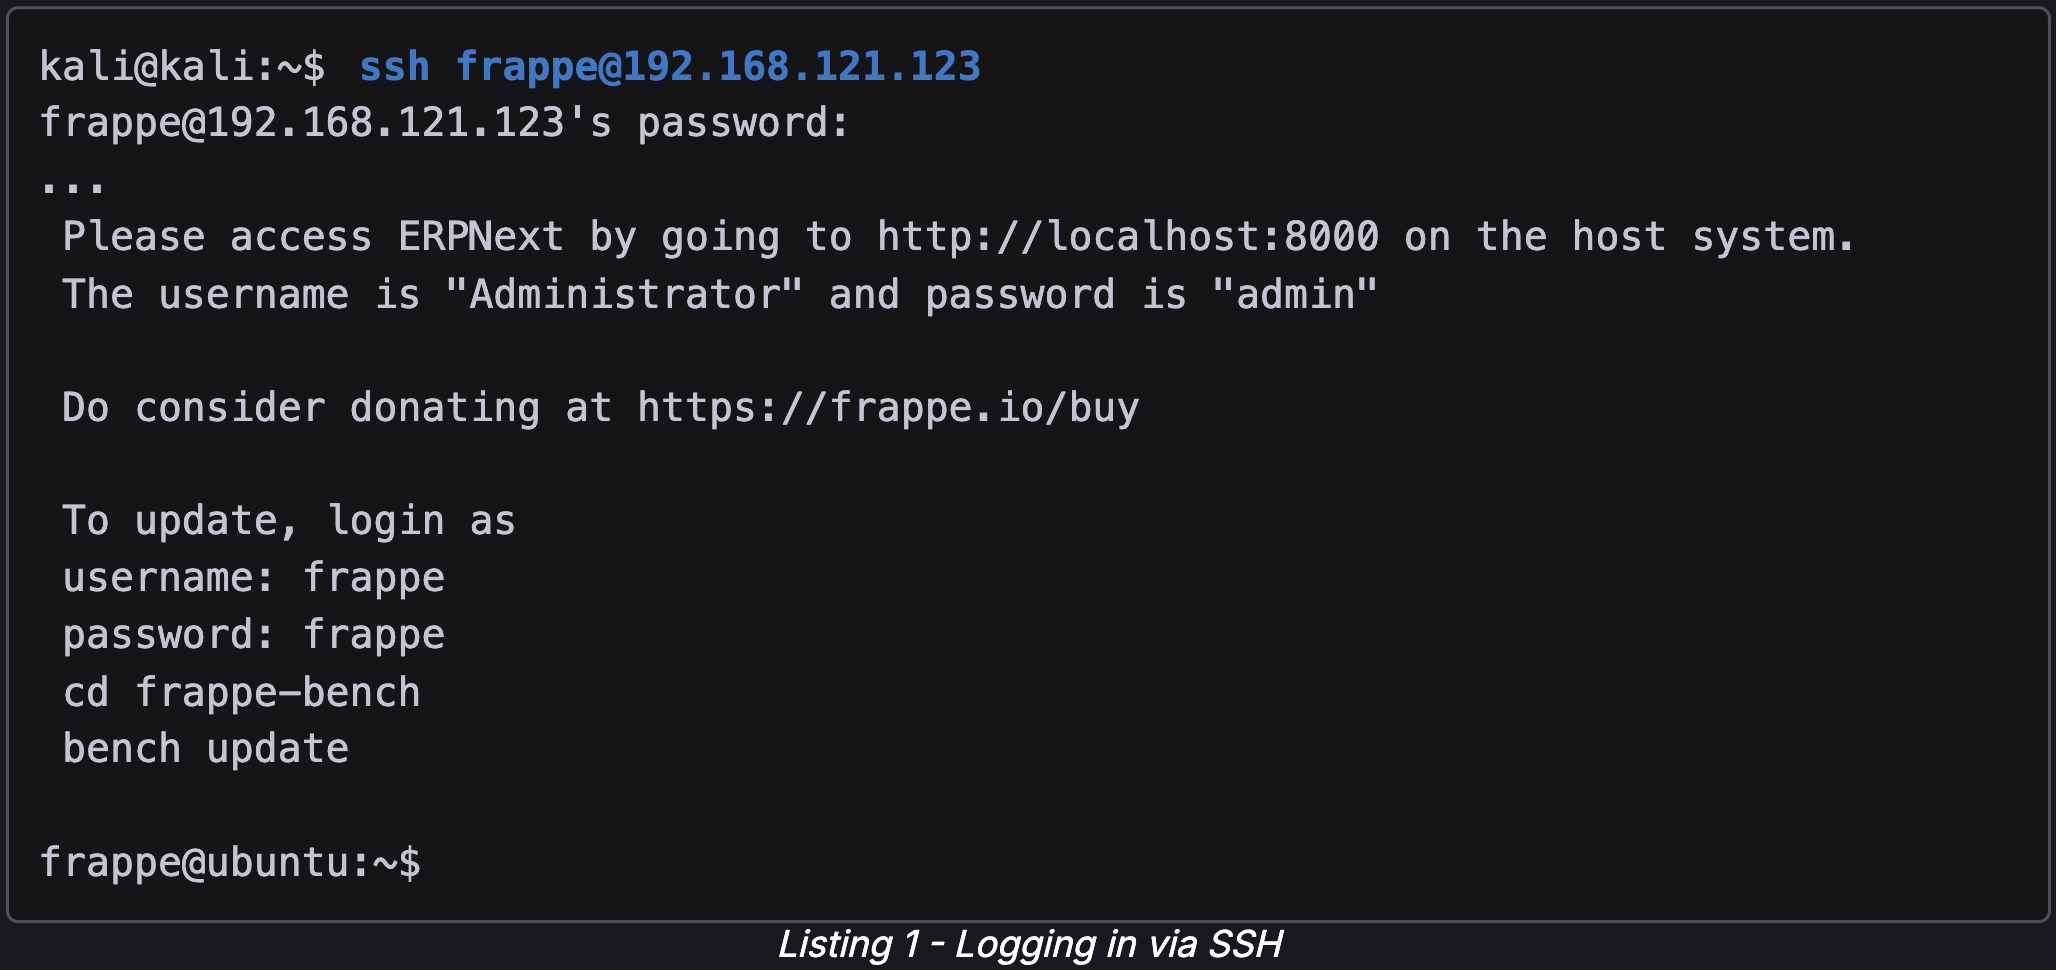 kali@kali:~$ ssh frappe@192.168.121.123
frappe@192.168.121.123's password:
...
Please access ERPNext by going to http://localhost:8000 on the host system.
The username is "Administrator" and password is "admin"
Do consider donating at https://frappe.io/buy
To update, login as
username: frappe
password: frappe
cd frappe-bench
bench update
frappe@ubuntu:~$
Listing 1 - Logging in via SSH